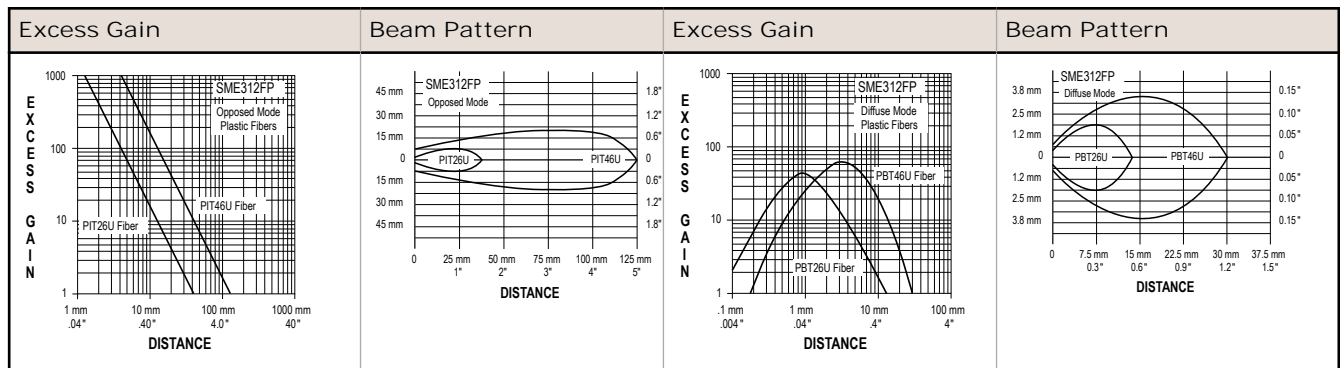 Excess Gain
Beam Pattern
Excess Gain
Beam Pattern
EXCESS GAIN
1000
100
10
1
SME312FP
Opposed Mode
Plastic Fibers
PIT46U Fiber
PIT26U Fiber
1 mm 10 mm 100 mm 1000 mm
.04" .40" 4.0" 40"
DISTANCE
SME312FP
Opposed Mode
45 mm 1.8"
30 mm 1.2"
15 mm 0.6"
0 PIT26U PIT46U 0
15 mm 0.6"
30 mm 1.2"
45 mm 1.8"
0 25 mm 50 mm 75 mm 100 mm 125 mm
1" 2" 3" 4" 5"
DISTANCE
EXCESS GAIN
1000
100
10
1
SME312FP
Diffuse Mode
Plastic Fibers
PBT46U Fiber
PBT26U Fiber
.1 mm 1 mm 10 mm 100 mm
.004" .04" .4" 4"
DISTANCE
SME312FP
Diffuse Mode
3.8 mm 0.15"
2.5 mm 0.10"
1.2 mm 0.05"
0 PBT26U PBT46U 0
1.2 mm 0.05"
2.5 mm 0.10"
3.8 mm 0.15"
0 7.5 mm 15 mm 22.5 mm 30 mm 37.5 mm
0.3" 0.6" 0.9" 1.2" 1.5"
DISTANCE